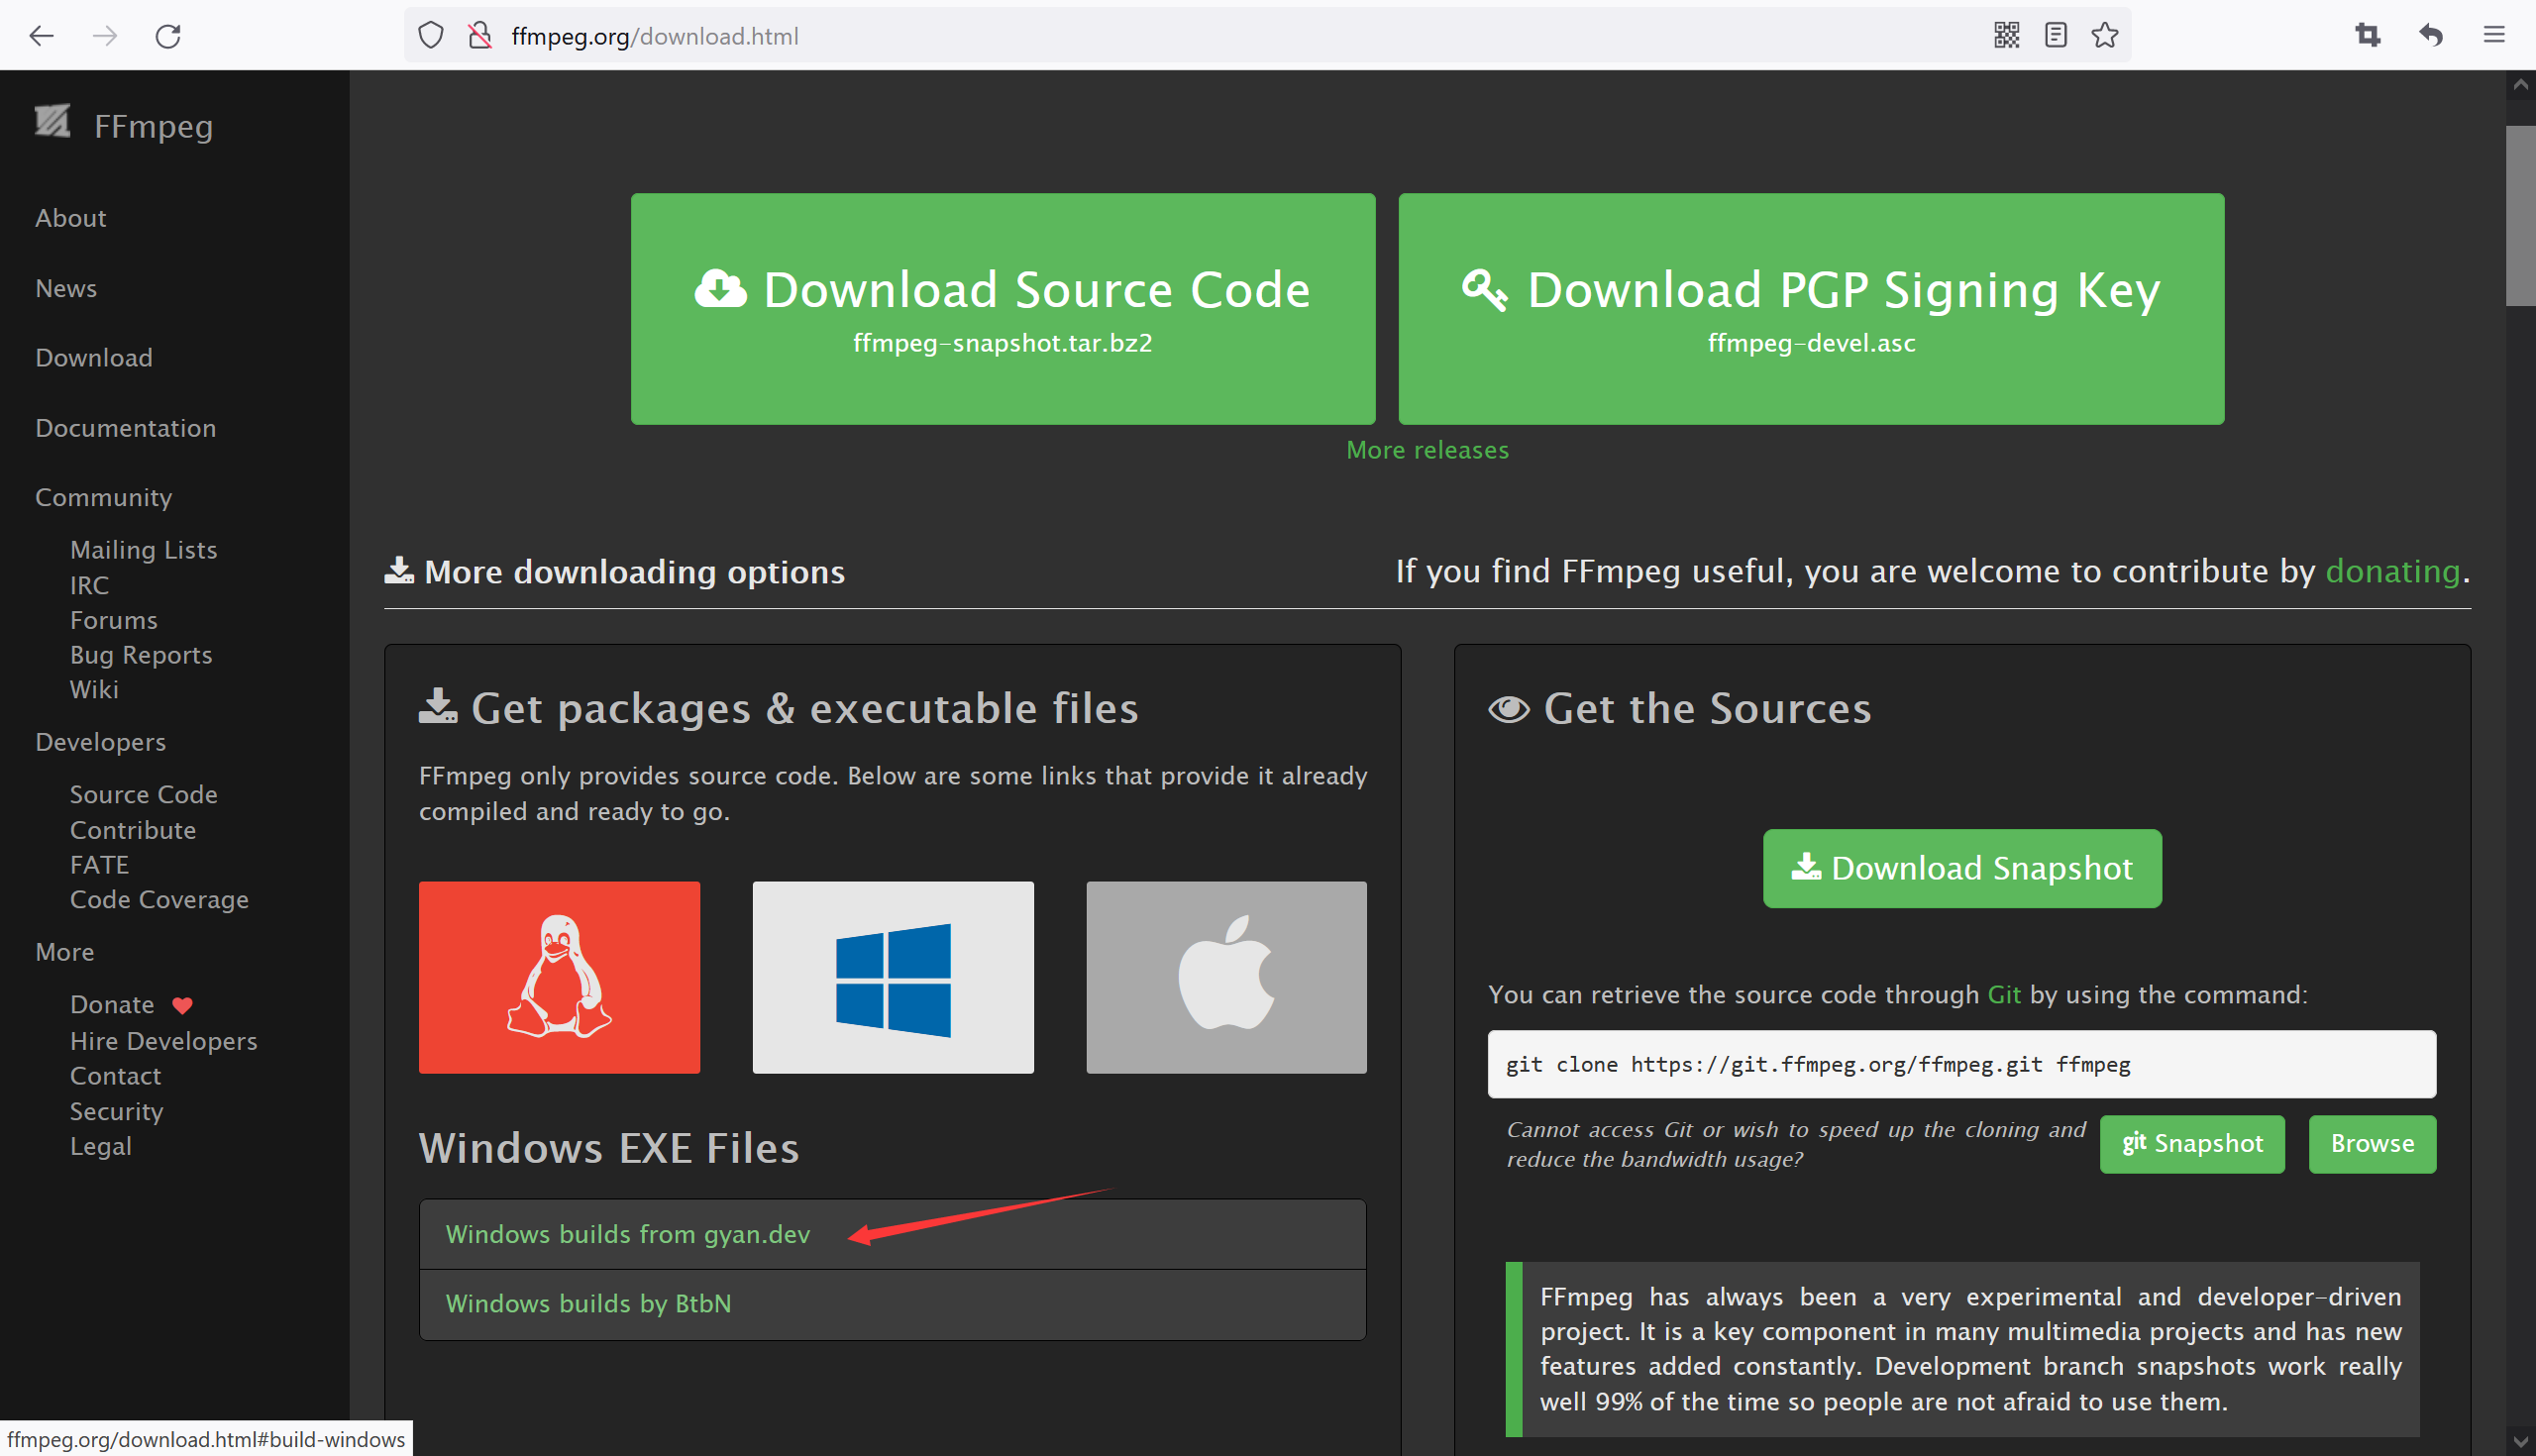 ffmpeg.org/download.html
FFmpeg
About
News
Download
Documentation
Community
Mailing Lists
IRC
Forums
Bug Reports
Wiki
Developers
Source Code
Contribute
FATE
Code Coverage
More
Donate
Hire Developers
Contact
Security
Legal
Download Source Code
ffmpeg-snapshot.tar.bz2
Download PGP Signing Key
ffmpeg-devel.asc
More releases
More downloading options
If you find FFmpeg useful, you are welcome to contribute by donating.
Get packages & executable files
FFmpeg only provides source code. Below are some links that provide it already
compiled and ready to go.
Windows EXE Files
Windows builds from gyan.dev
Windows builds by BtbN
Get the Sources
Download Snapshot
You can retrieve the source code through Git by using the command:
git clone https://git.ffmpeg.org/ffmpeg.git ffmpeg
Cannot access Git or wish to speed up the cloning and
reduce the bandwidth usage?
git Snapshot
Browse
FFmpeg has always been a very experimental and developer-driven
project. It is a key component in many multimedia projects and has new
features added constantly. Development branch snapshots work really
well 99% of the time so people are not afraid to use them.
ffmpeg.org/download.html#build-windows